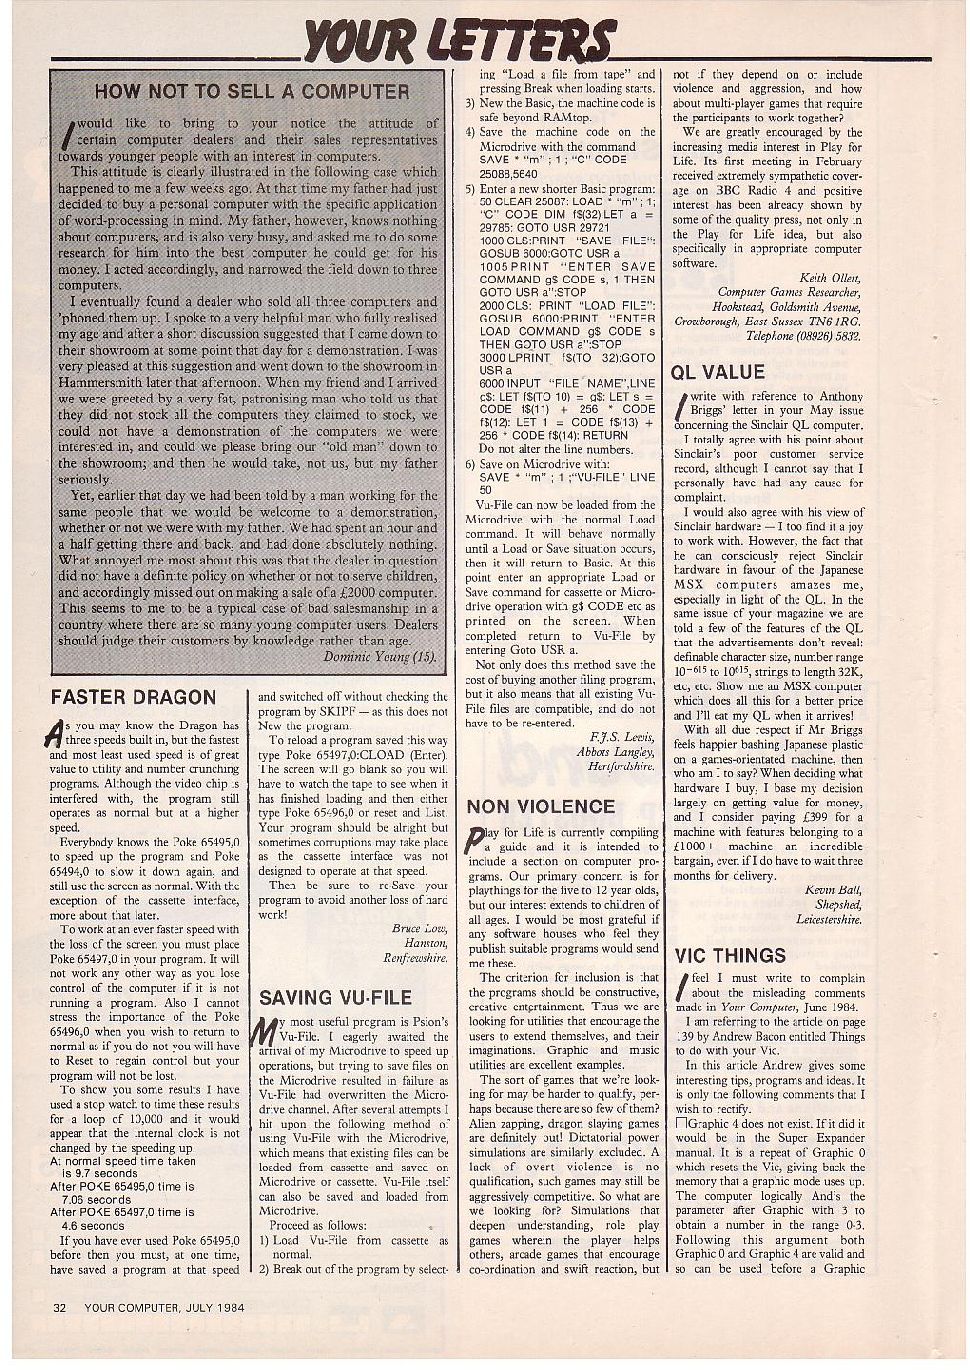 YOUR LETTERS
HOW NOT TO SELL A COMPUTER
I would like to bring to your notice the attitude of
certain computer dealers and their sales representatives
towards younger people with an interest in computers.
This attitude is clearly illustrated in the following case which
happened to me a few weeks ago. At that time my father had just
decided to buy a personal computer with the specific application
of word-processing in mind. My father, however, knows nothing
about computers, and is also very busy, and asked me to do some
research for him into the best computer he could get for his
money. I acted accordingly, and narrowed the field down to three
computers.
I eventually found a dealer who sold all three computers and
'phoned them up. I spoke to a very helpful man who fully realised
my age and after a short discussion suggested that I came down to
their showroom at some point that day for a demonstration. I was
very pleased at this suggestion and went down to the showroom in
Hammersmith later that afternoon. When my friend and I arrived
we were greeted by a very fat, patronising man who told us that
they did not stock all the computers they claimed to stock, we
could not have a demonstration of the computers we were
interested in, and could we please bring our "old man" down to
the showroom; and then he would take, not us, but my father
seriously.
Yet, earlier that day we had been told by a man working for the
same people that we would be welcome to a demonstration,
whether or not we were with my father. We had spent an hour and
a half getting there and back, and had done absolutely nothing.
What annoyed me most about this was that the dealer in question
did not have a definite policy on whether or not to serve children,
and accordingly missed out on making a sale of a £2000 computer.
This seems to me to be a typical case of bad salesmanship in a
country where there are so many young computer users. Dealers
should judge their customers by knowledge rather than age.
Dominic Young (15).
FASTER DRAGON
As you may know the Dragon has
three speeds built in, but the fastest
and most least used speed is of great
value to utility and number crunching
programs. Although the video chip is
interfered with, the program still
operates as normal but at a higher
speed.
Everybody knows the Poke 65495,0
to speed up the program and Poke
65494,0 to slow it down again, and
still use the screen as normal. With the
exception of the cassette interface,
more about that later.
To work at an ever faster speed with
the loss of the screen you must place
Poke 65497,0 in your program. It will
not work any other way as you lose
control of the computer if it is not
running a program. Also I cannot
stress the importance of the Poke
65496,0 when you wish to return to
normal as if you do not you will have
to Reset to regain control but your
program will not be lost.
To show you some results I have
used a stop watch to time these results
for a loop of 10,000 and it would
appear that the internal clock is not
changed by the speeding up
At normal speed time taken
is 9.7 seconds
After POKE 65495,0 time is
7.06 seconds
After POKE 65497,0 time is
4.6 seconds
If you have ever used Poke 65495,0
before then you must, at one time,
have saved a program at that speed
and switched off without checking the
program by SKIPF — as this does not
New the program.
To reload a program saved this way
type Poke 65497,0:CLOAD (Enter).
The screen will go blank so you will
have to watch the tape to see when it
has finished loading and then either
type Poke 65496,0 or reset and List.
Your program should be alright but
sometimes corruptions may take place
as the cassette interface was not
designed to operate at that speed.
Then be sure to re-Save your
program to avoid another loss of hard
work!
Bruce Low,
Hanston,
Renfrewshire.
SAVING VU-FILE
My most useful program is Psion's
Vu-File. I eagerly awaited the
arrival of my Microdrive to speed up
operations, but trying to save files on
the Microdrive resulted in failure as
Vu-File had overwritten the Micro-
drive channel. After several attempts I
hit upon the following method of
using Vu-File with the Microdrive,
which means that existing files can be
loaded from cassette and saved on
Microdrive or cassette. Vu-File itself
can also be saved and loaded from
Microdrive.
Proceed as follows:
1) Load Vu-File from cassette as
normal.
2) Break out of the program by select-
ing "Load a file from tape" and
pressing Break when loading starts.
3) New the Basic, the machine code is
safe beyond RAMtop.
4) Save the machine code on the
Microdrive with the command
SAVE * "m" ; 1 ; "C" CODE
25088,5640
5) Enter a new shorter Basic program:
50 CLEAR 25087: LOAD * "m"; 1;
"C" CODE DIM f$(32) LET a =
29785: GOTO USR 29721
1000 CLS:PRINT "SAVE FILE":
GOSUB 6000:GOTO USR a
1005 PRINT "ENTER SAVE
COMMAND g$ CODE s, 1 THEN
GOTO USR a":STOP
2000 CLS: PRINT "LOAD FILE":
GOSUB 6000:PRINT "ENTER
LOAD COMMAND g$ CODE s
THEN GOTO USR a":STOP
3000 LPRINT f$(TO 32):GOTO
USR a
6000 INPUT "FILE NAME",LINE
c$: LET f$(TO 10) = g$: LET s =
CODE f$(11) + 256 * CODE
f$(12): LET 1 = CODE f$(13) +
256 * CODE f$(14): RETURN
Do not alter the line numbers.
6) Save on Microdrive with:
SAVE * "m" ; 1 ;"VU-FILE' LINE
50
Vu-File can now be loaded from the
Microdrive with the normal Load
command. It will behave normally
until a Load or Save situation occurs,
then it will return to Basic. At this
point enter an appropriate Load or
Save command for cassette or Micro-
drive operation with g$ CODE etc as
printed on the screen. When
completed return to Vu-File by
entering Goto USR a.
Not only does this method save the
cost of buying another filing program,
but it also means that all existing Vu-
File files are compatible, and do not
have to be re-entered.
F.J.S. Lewis,
Abbots Langley,
Hertfordshire.
NON VIOLENCE
Play for Life is currently compiling
a guide and it is intended to
include a section on computer pro-
grams. Our primary concern is for
playthings for the five to 12 year olds,
but our interest extends to children of
all ages. I would be most grateful if
any software houses who feel they
publish suitable programs would send
me these.
The criterion for inclusion is that
the programs should be constructive,
creative entertainment. Thus we are
looking for utilities that encourage the
users to extend themselves, and their
imaginations. Graphic and music
utilities are excellent examples.
The sort of games that we're look-
ing for may be harder to qualify, per-
haps because there are so few of them?
Alien zapping, dragon slaying games
are definitely out! Dictatorial power
simulations are similarly excluded. A
lack of overt violence is no
qualification, such games may still be
aggressively competitive. So what are
we looking for? Simulations that
deepen understanding, role play
games wherein the player helps
others, arcade games that encourage
co-ordination and swift reaction, but
not if they depend on or include
violence and aggression, and how
about multi-player games that require
the participants to work together?
We are greatly encouraged by the
increasing media interest in Play for
Life. Its first meeting in February
received extremely sympathetic cover-
age on BBC Radio 4 and positive
interest has been already shown by
some of the quality press, not only in
the Play for Life idea, but also
specifically in appropriate computer
software.
Keith Ollett,
Computer Games Researcher,
Hookstead, Goldsmith Avenue,
Crowborough, East Sussex TN6 1RG.
Telephone (08926) 5832.
QL VALUE
I write with reference to Anthony
Briggs' letter in your May issue
concerning the Sinclair QL computer.
I totally agree with his point about
Sinclair's poor customer service
record, although I cannot say that I
personally have had any cause for
complaint.
I would also agree with his view of
Sinclair hardware — I too find it a joy
to work with. However, the fact that
he can consciously reject Sinclair
hardware in favour of the Japanese
MSX computers amazes me,
especially in light of the QL. In the
same issue of your magazine we are
told a few of the features of the QL
that the advertisements don't reveal:
definable character size, number range
10⁻⁶¹⁵ to 10⁶¹⁵, strings to length 32K,
etc, etc. Show me an MSX computer
which does all this for a better price
and I'll eat my QL when it arrives!
With all due respect if Mr Briggs
feels happier bashing Japanese plastic
on a games-orientated machine, then
who am I to say? When deciding what
hardware I buy, I base my decision
largely on getting value for money,
and I consider paying £399 for a
machine with features belonging to a
£1000+ machine an incredible
bargain, even if I do have to wait three
months for delivery.
Kevin Ball,
Shepshed,
Leicestershire.
VIC THINGS
I feel I must write to complain
about the misleading comments
made in Your Computer, June 1984.
I am referring to the article on page
139 by Andrew Bacon entitled Things
to do with your Vic.
In this article Andrew gives some
interesting tips, programs and ideas. It
is only the following comments that I
wish to rectify.
□Graphic 4 does not exist. If it did it
would be in the Super Expander
manual. It is a repeat of Graphic 0
which resets the Vic, giving back the
memory that a graphic mode uses up.
The computer logically And's the
parameter after Graphic with 3 to
obtain a number in the range 0-3.
Following this argument both
Graphic 0 and Graphic 4 are valid and
so can be used before a Graphic
32 YOUR COMPUTER, JULY 1984